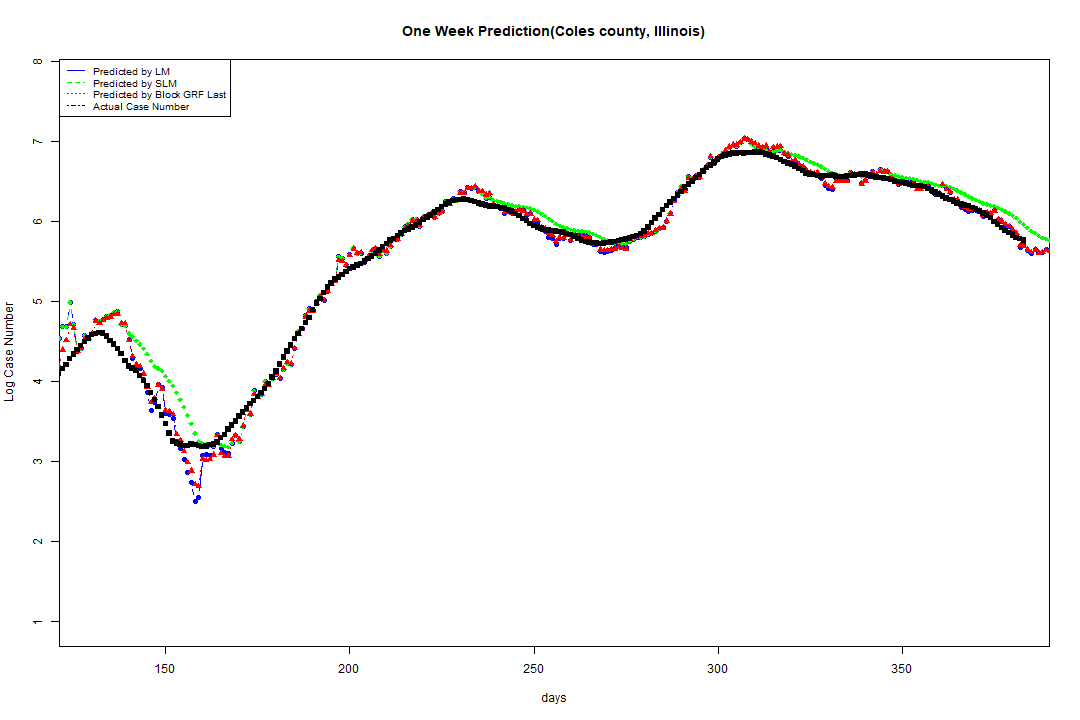 One Week Prediction(Coles county, Illinois)
Predicted by LM
Predicted by SLM
Predicted by Block GRF Last
Actual Case Number
8
7
6
5
4
3
2
1
Log Case Number
150 200 250 300 350
days